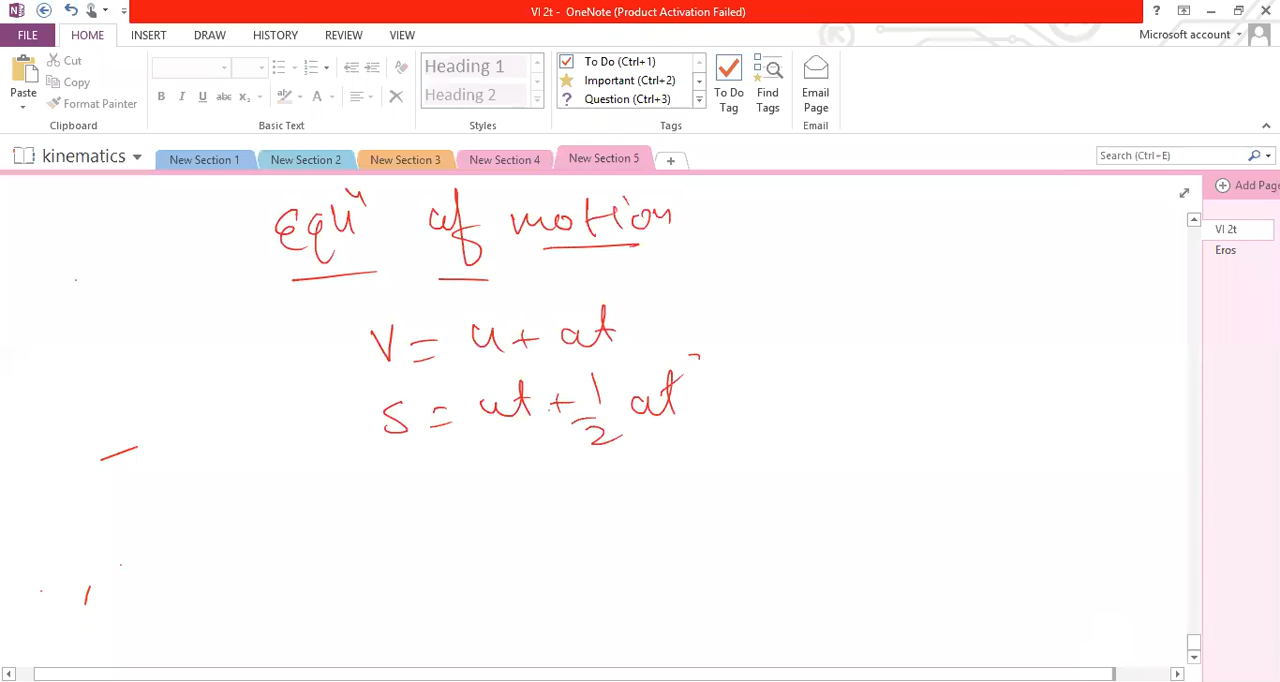 VI 2t - OneNote (Product Activation Failed)
FILE HOME INSERT DRAW HISTORY REVIEW VIEW Microsoft account
Paste Cut Copy Format Painter Clipboard
B I U abc X₂ A Basic Text
Heading 1 Heading 2 Styles
To Do (Ctrl+1) Important (Ctrl+2) Question (Ctrl+3) To Do Tag Find Tags Tags
Email Page Email
kinematics New Section 1 New Section 2 New Section 3 New Section 4 New Section 5 Search (Ctrl+E)
Add Page
VI 2t
Eros
Equⁿ of motion
v = u + at
s = ut + 1/2 at²